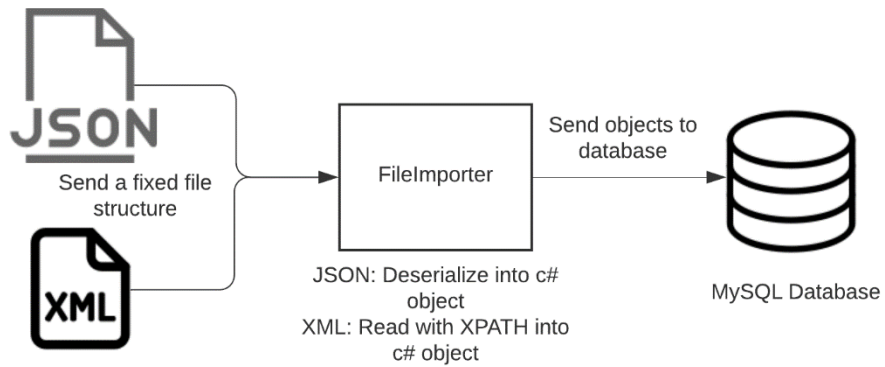 JSON
Send a fixed file
structure
XML
FileImporter
JSON: Deserialize into c#
object
XML: Read with XPATH into
c# object
Send objects to
database
MySQL Database